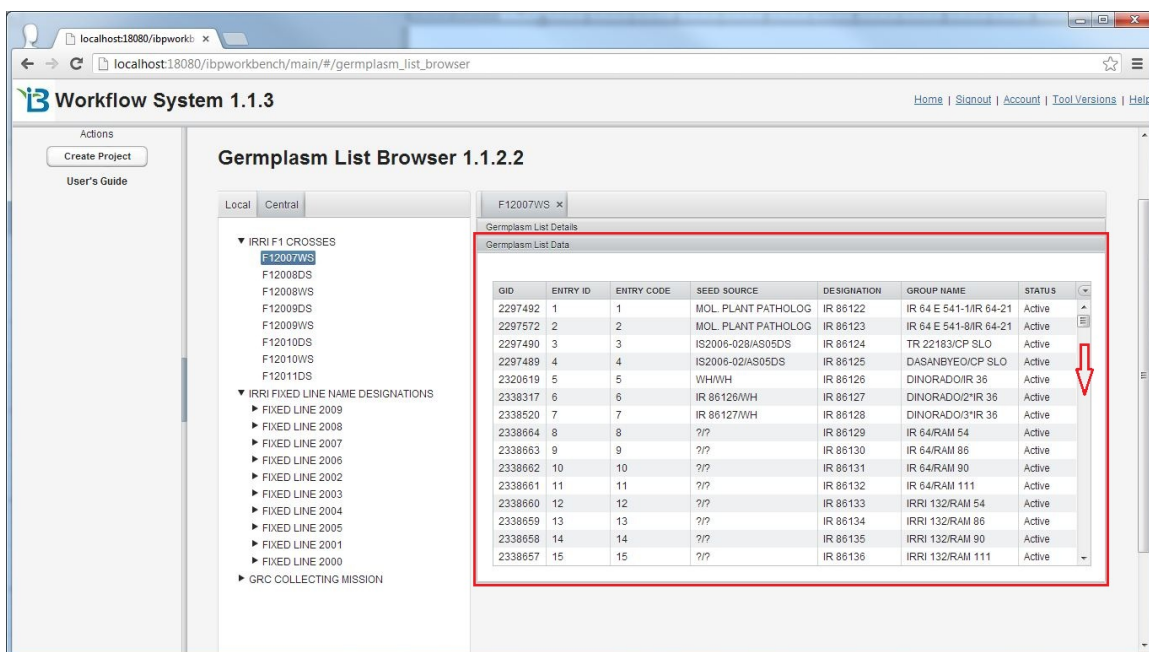 localhost:18080/ibpworkb
localhost:18080/ibpworkbench/main/#/germplasm_list_browser
Workflow System 1.1.3
Home | Signout | Account | Tool Versions | Help
Actions
Create Project
User's Guide
Germplasm List Browser 1.1.2.2
Local Central
IRRI F1 CROSSES
F12007WS
F12008DS
F12008WS
F12009DS
F12009WS
F12010DS
F12010WS
F12011DS
IRRI FIXED LINE NAME DESIGNATIONS
FIXED LINE 2009
FIXED LINE 2008
FIXED LINE 2007
FIXED LINE 2006
FIXED LINE 2002
FIXED LINE 2003
FIXED LINE 2004
FIXED LINE 2005
FIXED LINE 2001
FIXED LINE 2000
GRC COLLECTING MISSION
F12007WS
Germplasm List Details
Germplasm List Data
GID ENTRY ID ENTRY CODE SEED SOURCE DESIGNATION GROUP NAME STATUS
2297492 1 1 MOL. PLANT PATHOLOG IR 86122 IR 64 E 541-1/IR 64-21 Active
2297572 2 2 MOL. PLANT PATHOLOG IR 86123 IR 64 E 541-8/IR 64-21 Active
2297490 3 3 IS2006-028/AS05DS IR 86124 TR 22183/CP SLO Active
2297489 4 4 IS2006-02/AS05DS IR 86125 DASANBYEO/CP SLO Active
2320619 5 5 WH/WH IR 86126 DINORADO/IR 36 Active
2338317 6 6 IR 86126/WH IR 86127 DINORADO/2*IR 36 Active
2338520 7 7 IR 86127/WH IR 86128 DINORADO/3*IR 36 Active
2338664 8 8 ?/? IR 86129 IR 64/RAM 54 Active
2338663 9 9 ?/? IR 86130 IR 64/RAM 86 Active
2338662 10 10 ?/? IR 86131 IR 64/RAM 90 Active
2338661 11 11 ?/? IR 86132 IR 64/RAM 111 Active
2338660 12 12 ?/? IR 86133 IRRI 132/RAM 54 Active
2338659 13 13 ?/? IR 86134 IRRI 132/RAM 86 Active
2338658 14 14 ?/? IR 86135 IRRI 132/RAM 90 Active
2338657 15 15 ?/? IR 86136 IRRI 132/RAM 111 Active